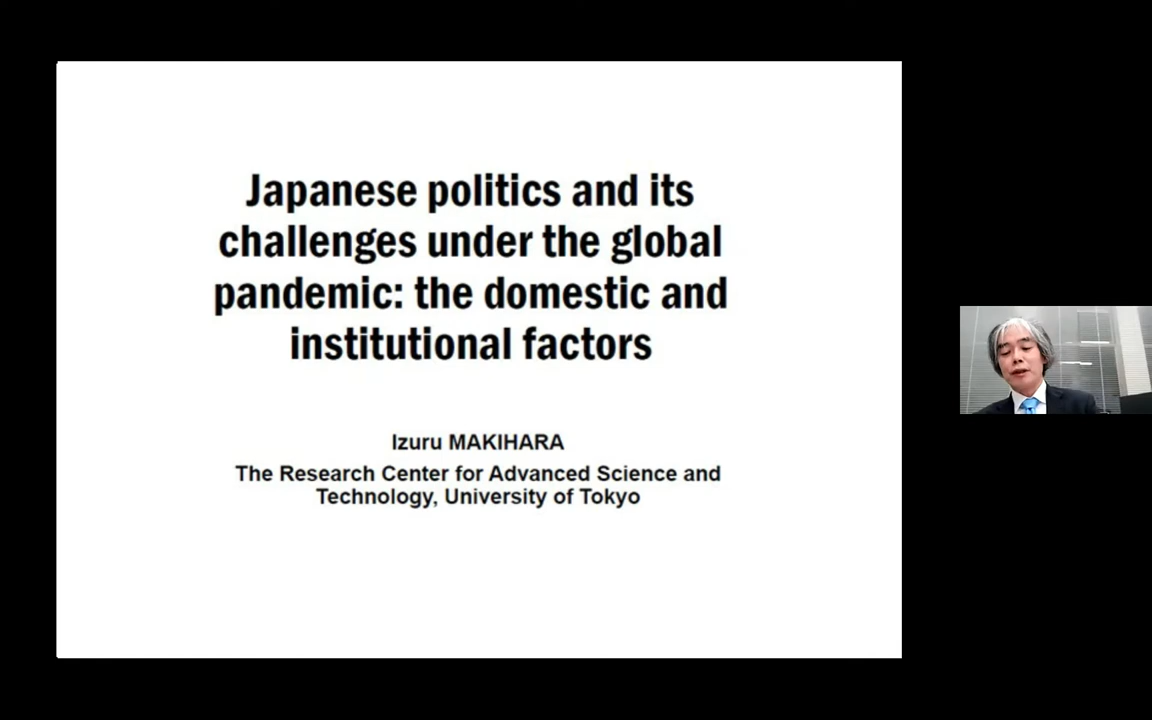 Japanese politics and its
challenges under the global
pandemic: the domestic and
institutional factors
Izuru MAKIHARA
The Research Center for Advanced Science and
Technology, University of Tokyo